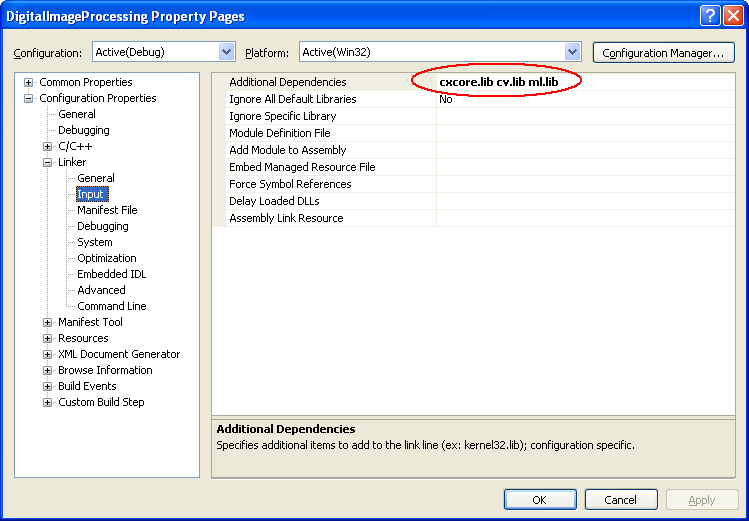 DigitalImageProcessing Property Pages
Configuration: Active(Debug) Platform: Active(Win32) Configuration Manager...
Common Properties
Configuration Properties
General
Debugging
C/C++
Linker
General
Input
Manifest File
Debugging
System
Optimization
Embedded IDL
Advanced
Command Line
Manifest Tool
Resources
XML Document Generator
Browse Information
Build Events
Custom Build Step
Additional Dependencies cxcore.lib cv.lib ml.lib
Ignore All Default Libraries No
Ignore Specific Library
Module Definition File
Add Module to Assembly
Embed Managed Resource File
Force Symbol References
Delay Loaded DLLs
Assembly Link Resource
Additional Dependencies
Specifies additional items to add to the link line (ex: kernel32.lib); configuration specific.
OK Cancel Apply